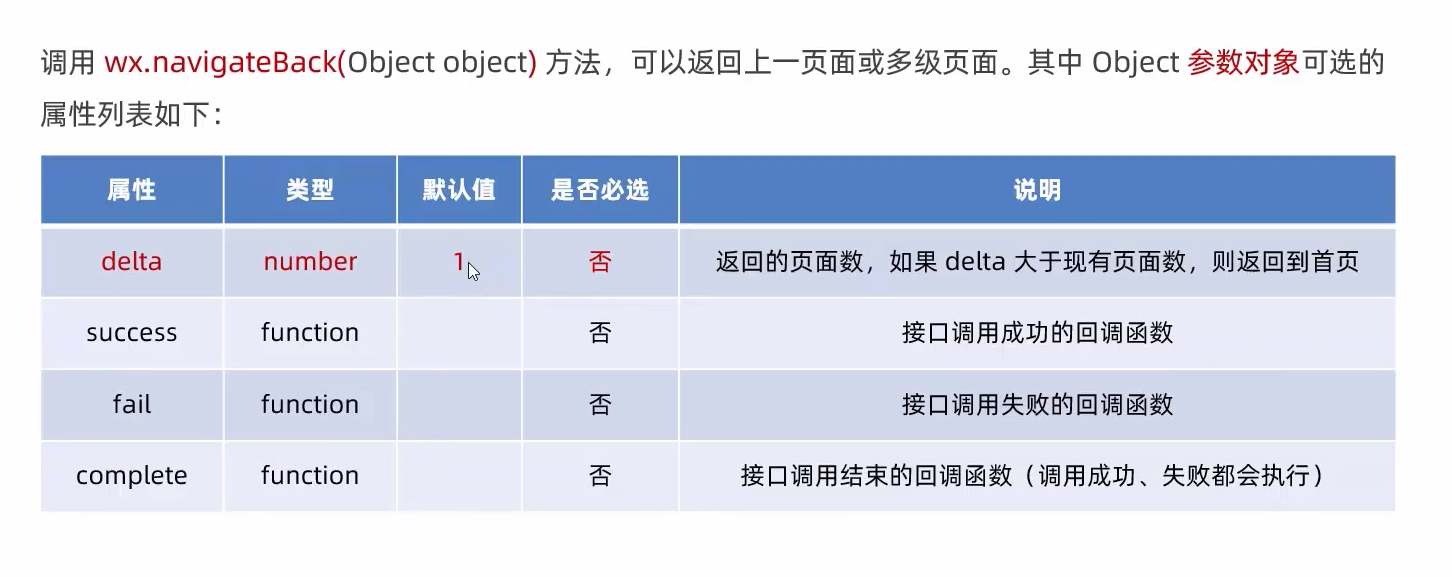 调用 wx.navigateBack(Object object) 方法，可以返回上一页面或多级页面。其中 Object 参数对象可选的
属性列表如下：
属性 类型 默认值 是否必选 说明
delta number 1 否 返回的页面数，如果 delta 大于现有页面数，则返回到首页
success function 否 接口调用成功的回调函数
fail function 否 接口调用失败的回调函数
complete function 否 接口调用结束的回调函数（调用成功、失败都会执行）